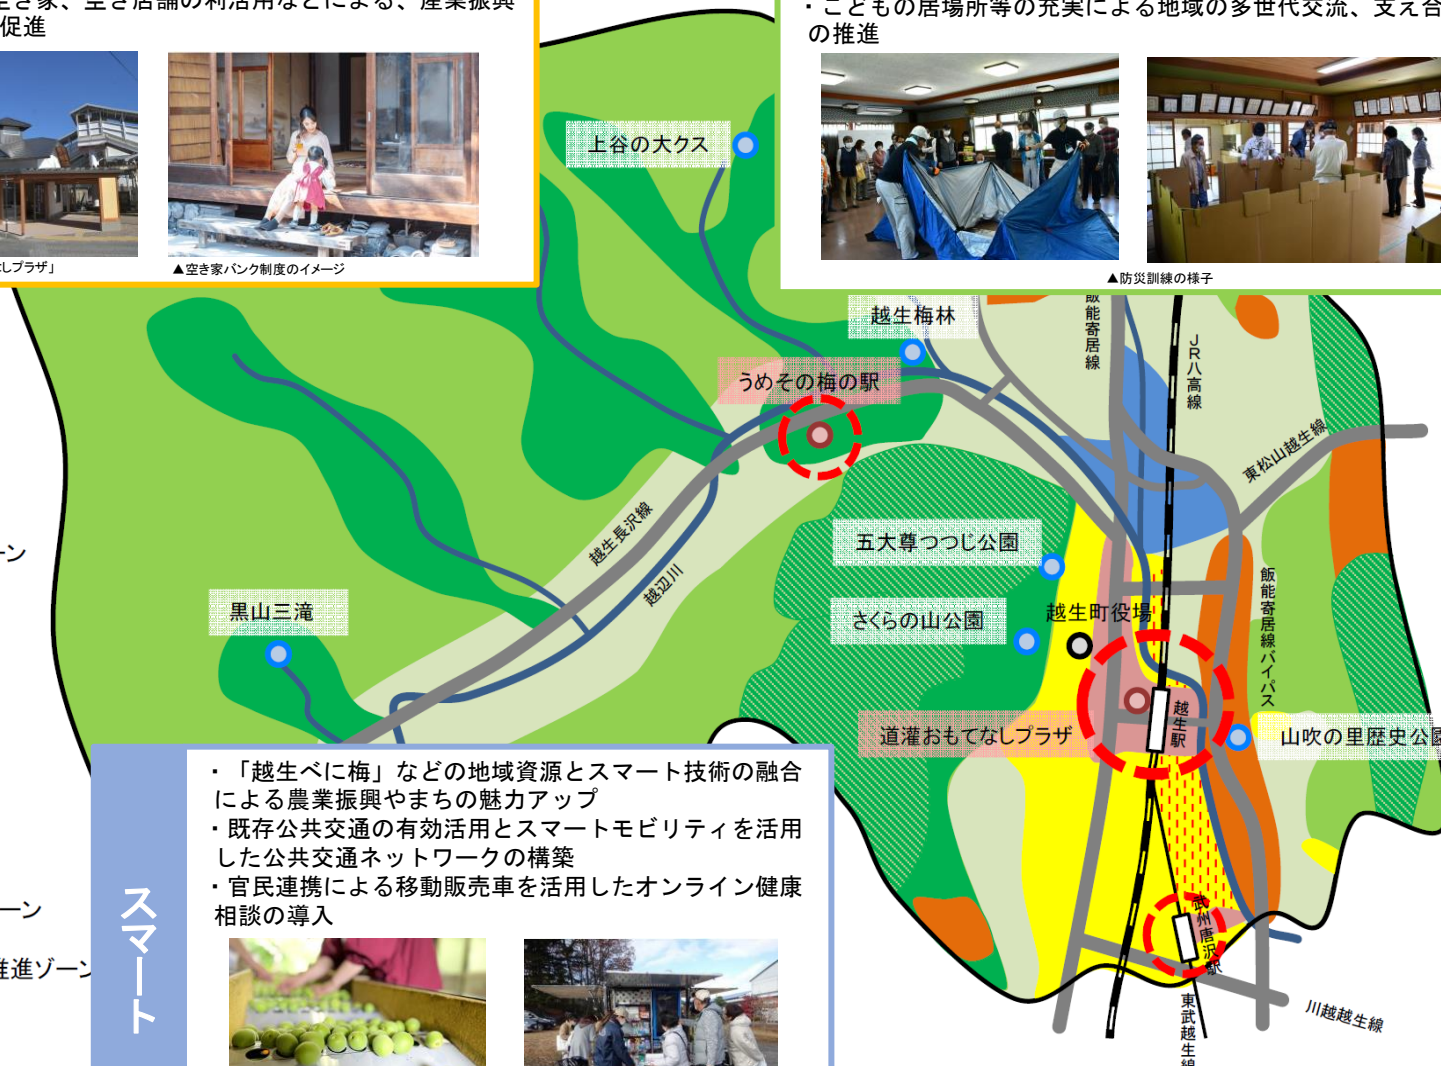 空き家、空き店舗の利活用などによる、産業振興
促進
しプラザ」
▲空き家バンク制度のイメージ
・こどもの居場所等の充実による地域の多世代交流、支え合
の推進
▲防災訓練の様子
上谷の大クス
越生梅林
うめその梅の駅
飯能寄居線
JR八高線
東松山越生線
越生長沢線
越辺川
五大尊つつじ公園
さくらの山公園
越生町役場
飯能寄居線バイパス
黒山三滝
道灌おもてなしプラザ
越生駅
山吹の里歴史公園
武州唐沢駅
川越越生線
東武越生線
ーン
ーン
推進ゾーン
スマート
・「越生べに梅」などの地域資源とスマート技術の融合
による農業振興やまちの魅力アップ
・既存公共交通の有効活用とスマートモビリティを活用
した公共交通ネットワークの構築
・官民連携による移動販売車を活用したオンライン健康
相談の導入